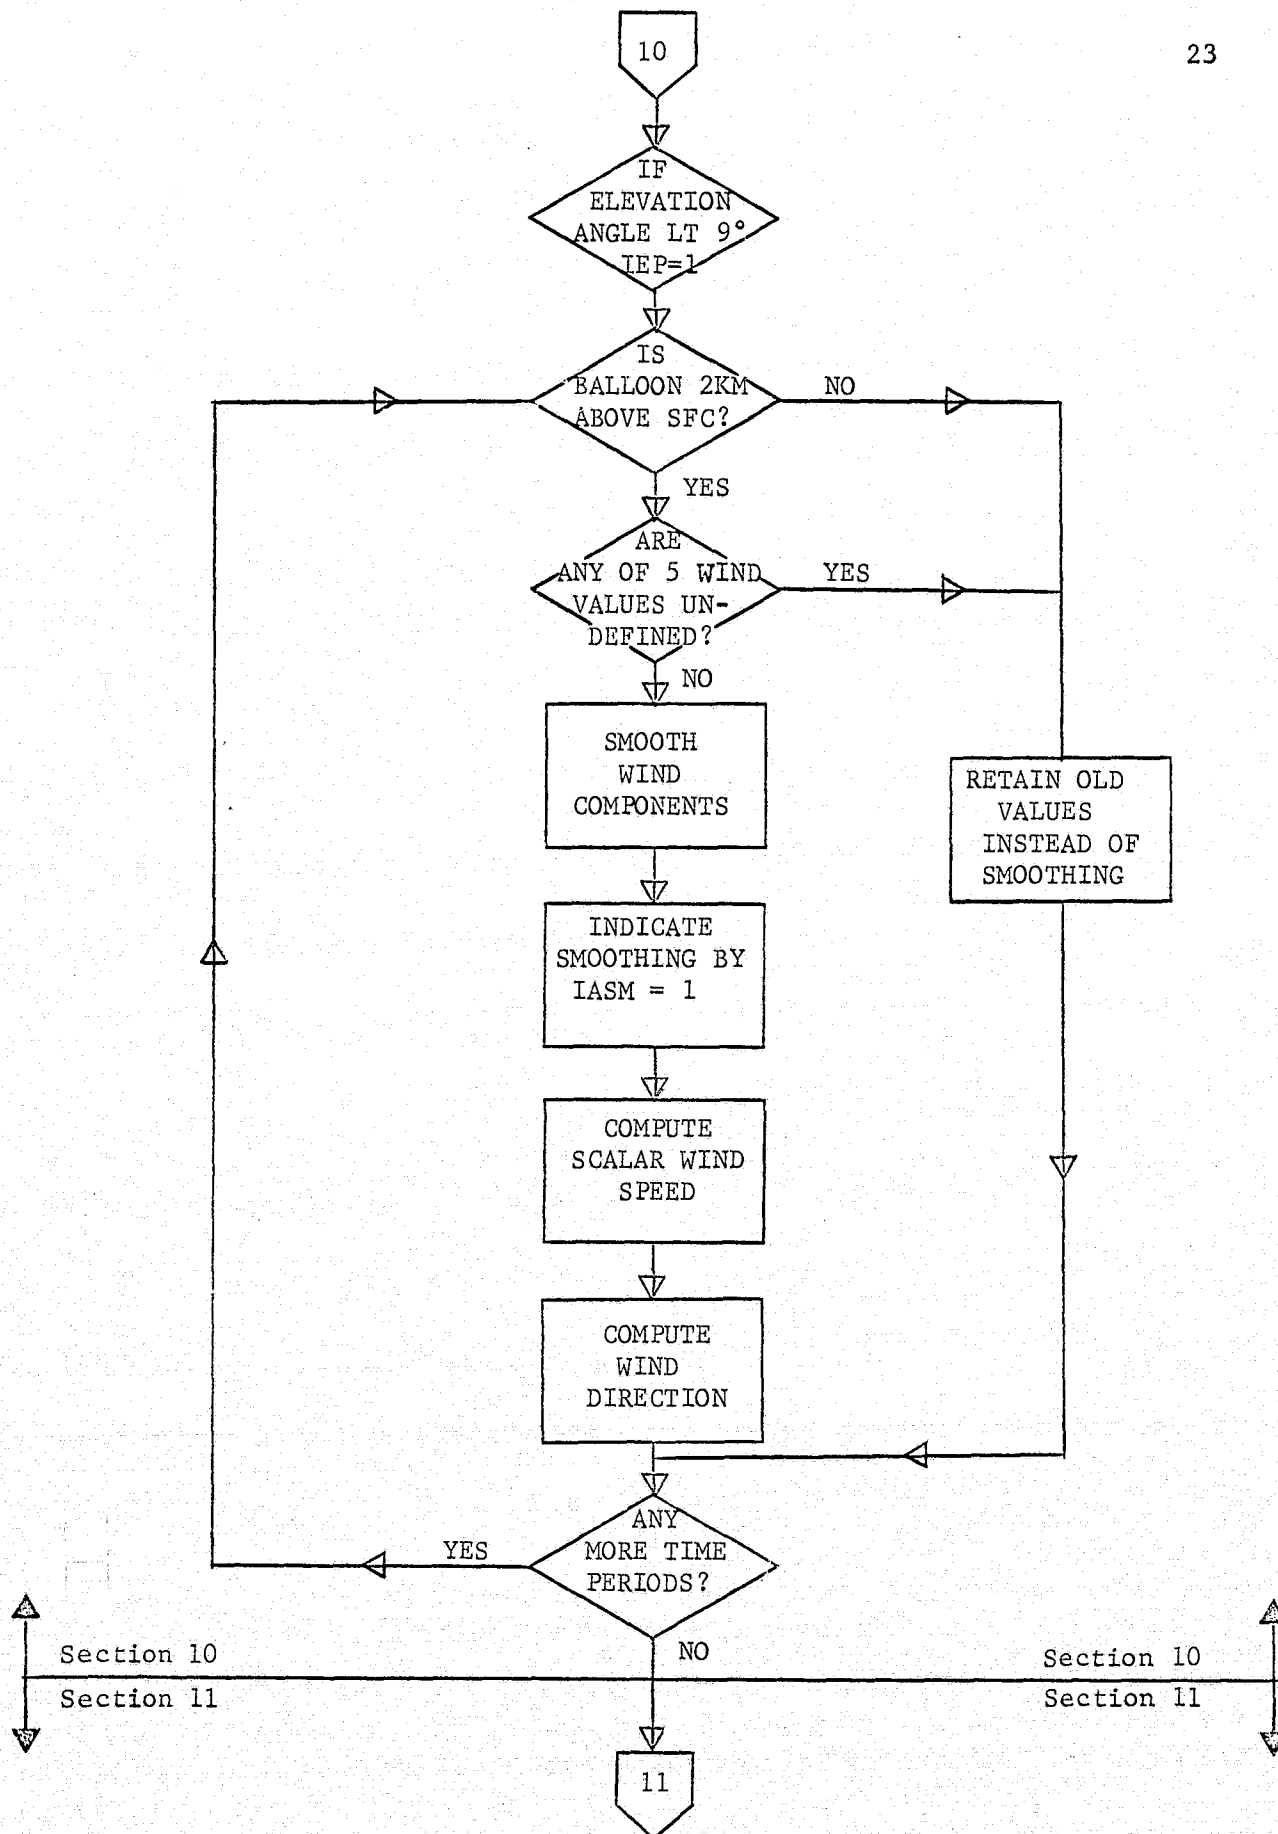 23
10
IF
ELEVATION
ANGLE LT 9°
IEP=1
IS
BALLOON 2KM
ABOVE SFC?
NO
YES
ARE
ANY OF 5 WIND
VALUES UN-
DEFINED?
YES
NO
SMOOTH
WIND
COMPONENTS
RETAIN OLD
VALUES
INSTEAD OF
SMOOTHING
INDICATE
SMOOTHING BY
IASM = 1
COMPUTE
SCALAR WIND
SPEED
COMPUTE
WIND
DIRECTION
ANY
MORE TIME
PERIODS?
YES
NO
Section 10
Section 11
Section 10
Section 11
11